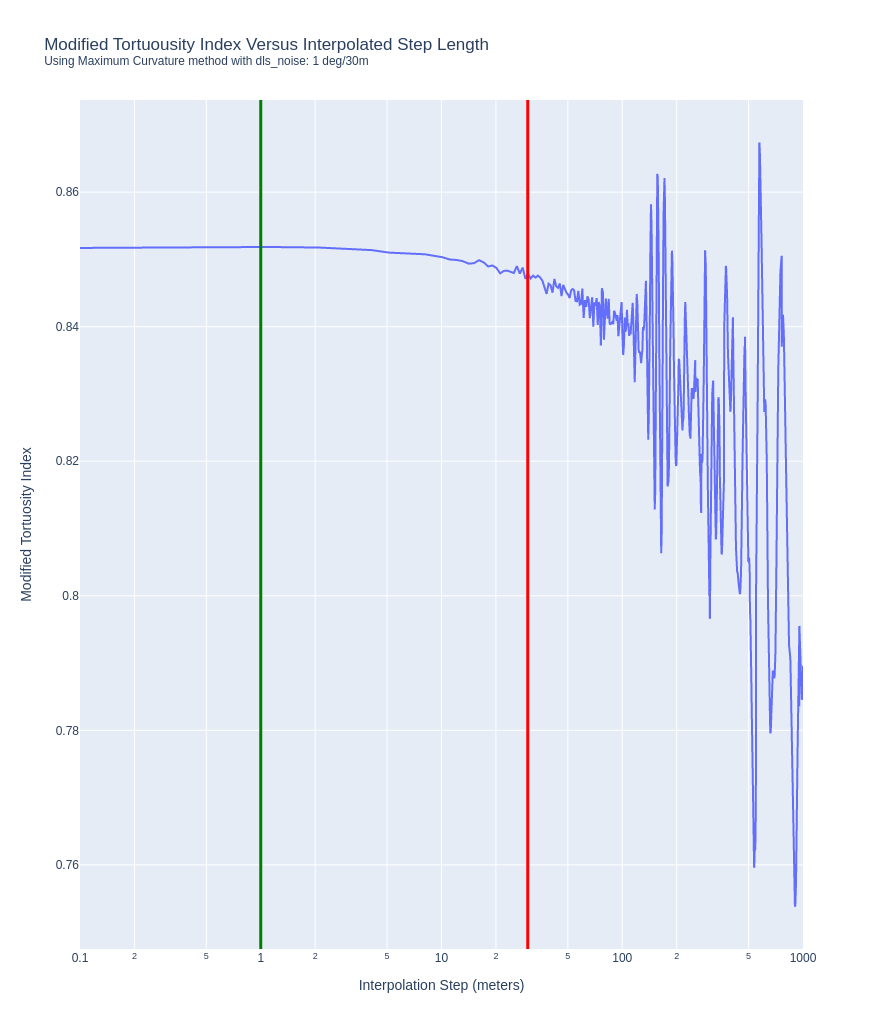 Modified Tortuousity Index Versus Interpolated Step Length
Using Maximum Curvature method with dls_noise: 1 deg/30m
Modified Tortuosity Index
0.86
0.84
0.82
0.8
0.78
0.76
0.1 2 5 1 2 5 10 2 5 100 2 5 1000
Interpolation Step (meters)